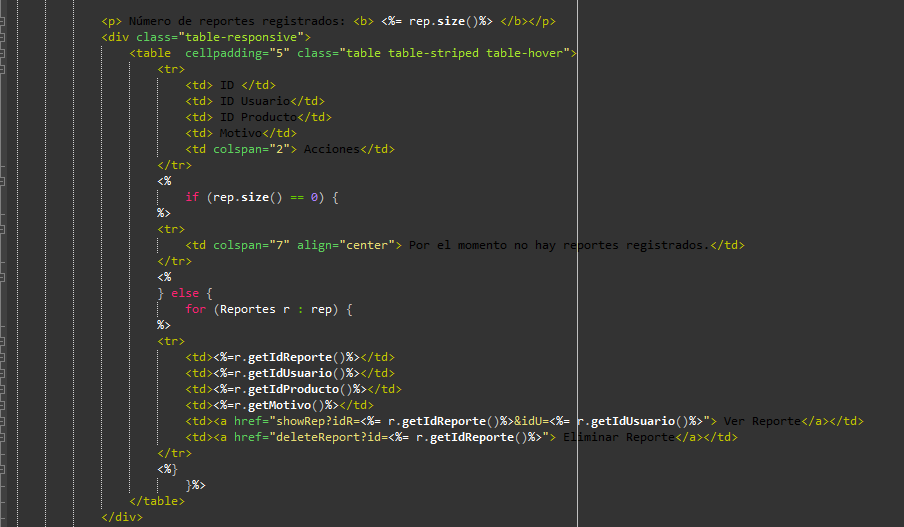 <p> Número de reportes registrados: <b> <%= rep.size()%> </b></p>
<div class="table-responsive">
<table  cellpadding="5" class="table table-striped table-hover">
<tr>
<td> ID </td>
<td> ID Usuario</td>
<td> ID Producto</td>
<td> Motivo</td>
<td colspan="2"> Acciones</td>
</tr>
<%
if (rep.size() == 0) {
%>
<tr>
<td colspan="7" align="center"> Por el momento no hay reportes registrados.</td>
</tr>
<%
} else {
for (Reportes r : rep) {
%>
<tr>
<td><%=r.getIdReporte()%></td>
<td><%=r.getIdUsuario()%></td>
<td><%=r.getIdProducto()%></td>
<td><%=r.getMotivo()%></td>
<td><a href="showRep?idR=<%= r.getIdReporte()%>&idU=<%= r.getIdUsuario()%>"> Ver Reporte</a></td>
<td><a href="deleteReport?id=<%= r.getIdReporte()%>"> Eliminar Reporte</a></td>
</tr>
<%}
}%>
</table>
</div>